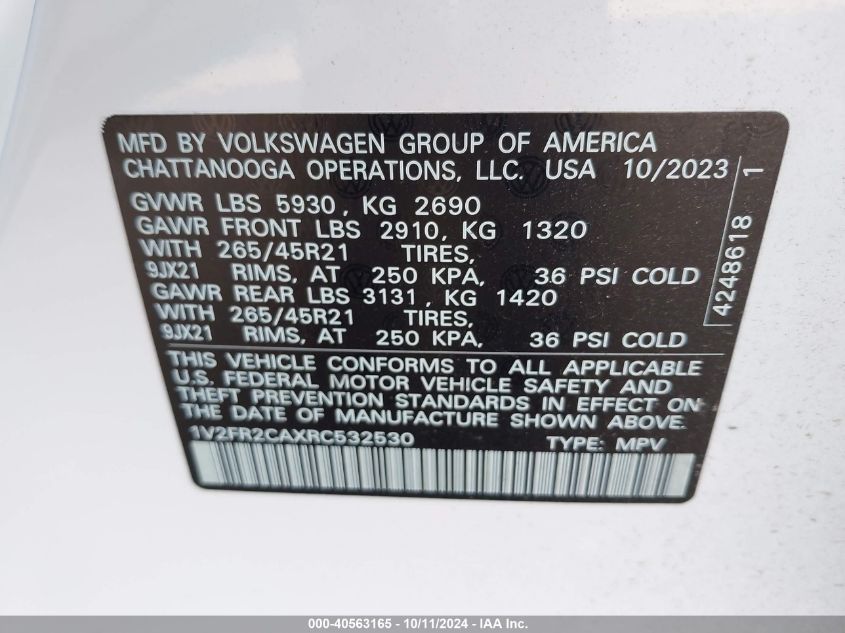 MFD BY VOLKSWAGEN GROUP OF AMERICA
CHATTANOOGA OPERATIONS, LLC. USA 10/2023
GVWR LBS 5930, KG 2690
GAWR FRONT LBS 2910, KG 1320
WITH 265/45R21 TIRES,
9JX21 RIMS, AT 250 KPA, 36 PSI COLD
GAWR REAR LBS 3131, KG 1420
WITH 265/45R21 TIRES,
9JX21 RIMS, AT 250 KPA, 36 PSI COLD
4248618 1
THIS VEHICLE CONFORMS TO ALL APPLICABLE
U.S. FEDERAL MOTOR VEHICLE SAFETY AND
THEFT PREVENTION STANDARDS IN EFFECT ON
THE DATE OF MANUFACTURE SHOWN ABOVE.
1V2FR2CAXRC532530 TYPE: MPV
000-40563165 - 10/11/2024 - IAA Inc.